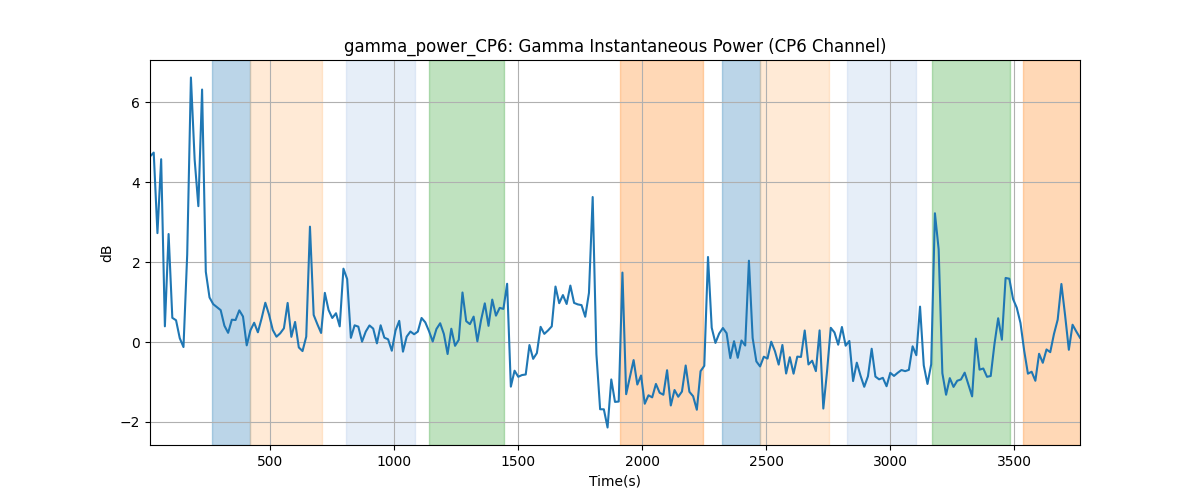 gamma_power_CP6: Gamma Instantaneous Power (CP6 Channel)
dB
6
4
2
0
−2
500 1000 1500 2000 2500 3000 3500
Time(s)